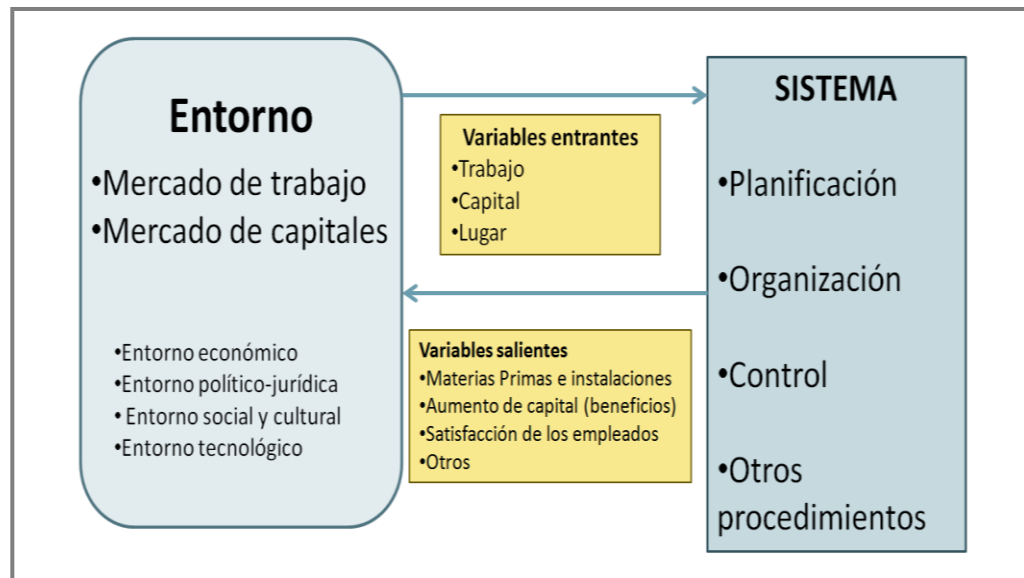 Entorno
•Mercado de trabajo
•Mercado de capitales
•Entorno económico
•Entorno político-jurídica
• Entorno social y cultural
•Entorno tecnológico
Variables entrantes
•Trabajo
•Capital
•Lugar
Variables salientes
•Materias Primas e instalaciones
•Aumento de capital (beneficios)
•Satisfacción de los empleados
•Otros
SISTEMA
•Planificación
•Organización
•Control
•Otros
procedimientos